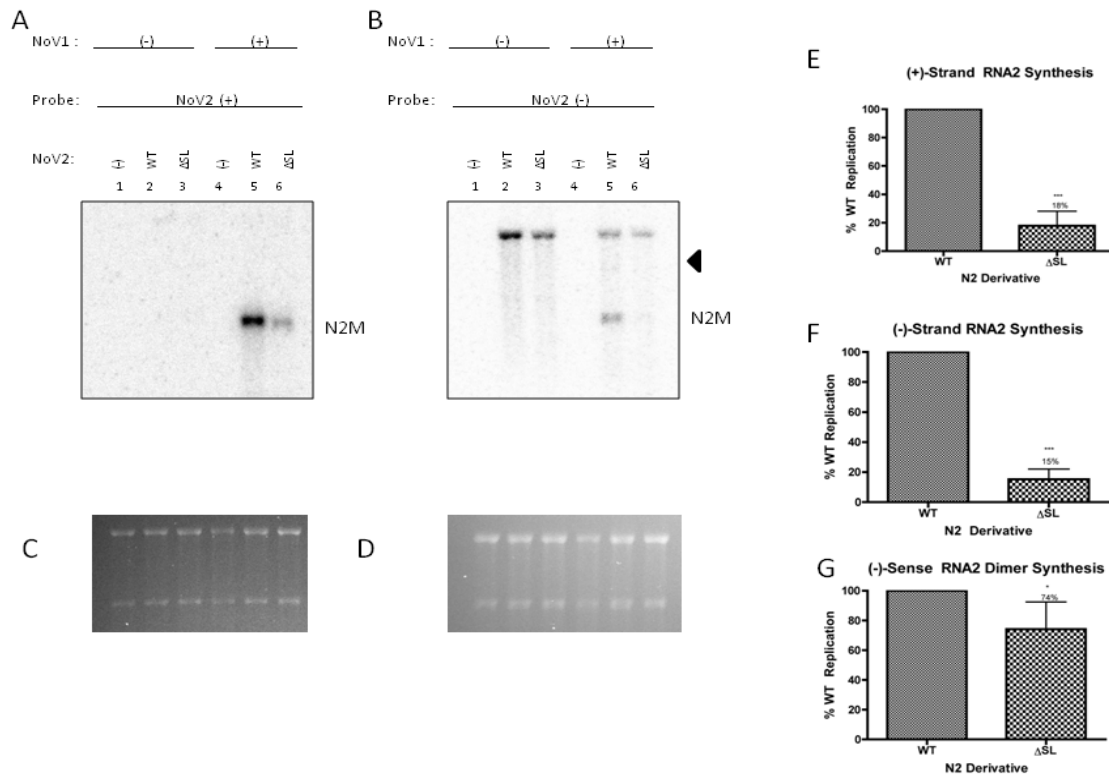 A
NoV1 : (-) (+)
Probe: NoV2 (+)
NoV2: (-) WT ΔSL (-) WT ΔSL
1 2 3 4 5 6
N2M
B
NoV1 : (-) (+)
Probe: NoV2 (-)
NoV2: (-) WT ΔSL (-) WT ΔSL
1 2 3 4 5 6
N2M
C
D
E
(+)-Strand RNA2 Synthesis
% WT Replication
100
80
60
40
20
0
***
18%
WT ΔSL
N2 Derivative
F
(-)-Strand RNA2 Synthesis
% WT Replication
100
80
60
40
20
0
***
15%
WT ΔSL
N2 Derivative
G
(-)-Sense RNA2 Dimer Synthesis
% WT Replication
100
80
60
40
20
0
*
74%
WT ΔSL
N2 Derivative